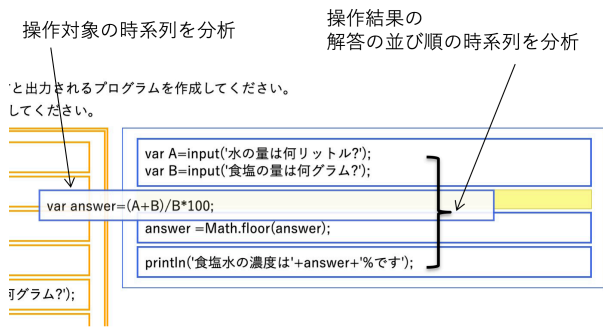 操作対象の時系列を分析
操作結果の
解答の並び順の時系列を分析
と出力されるプログラムを作成してください。
してください。
var A=input('水の量は何リットル?');
var B=input('食塩の量は何グラム?');
var answer=(A+B)/B*100;
answer =Math.floor(answer);
println('食塩水の濃度は'+answer+'%です');
何グラム?');